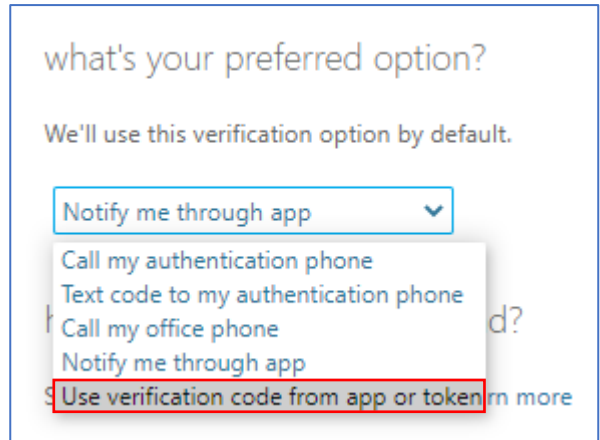 what's your preferred option?
We'll use this verification option by default.
Notify me through app
Call my authentication phone
Text code to my authentication phone
Call my office phone
d?
Notify me through app
Use verification code from app or token rn more